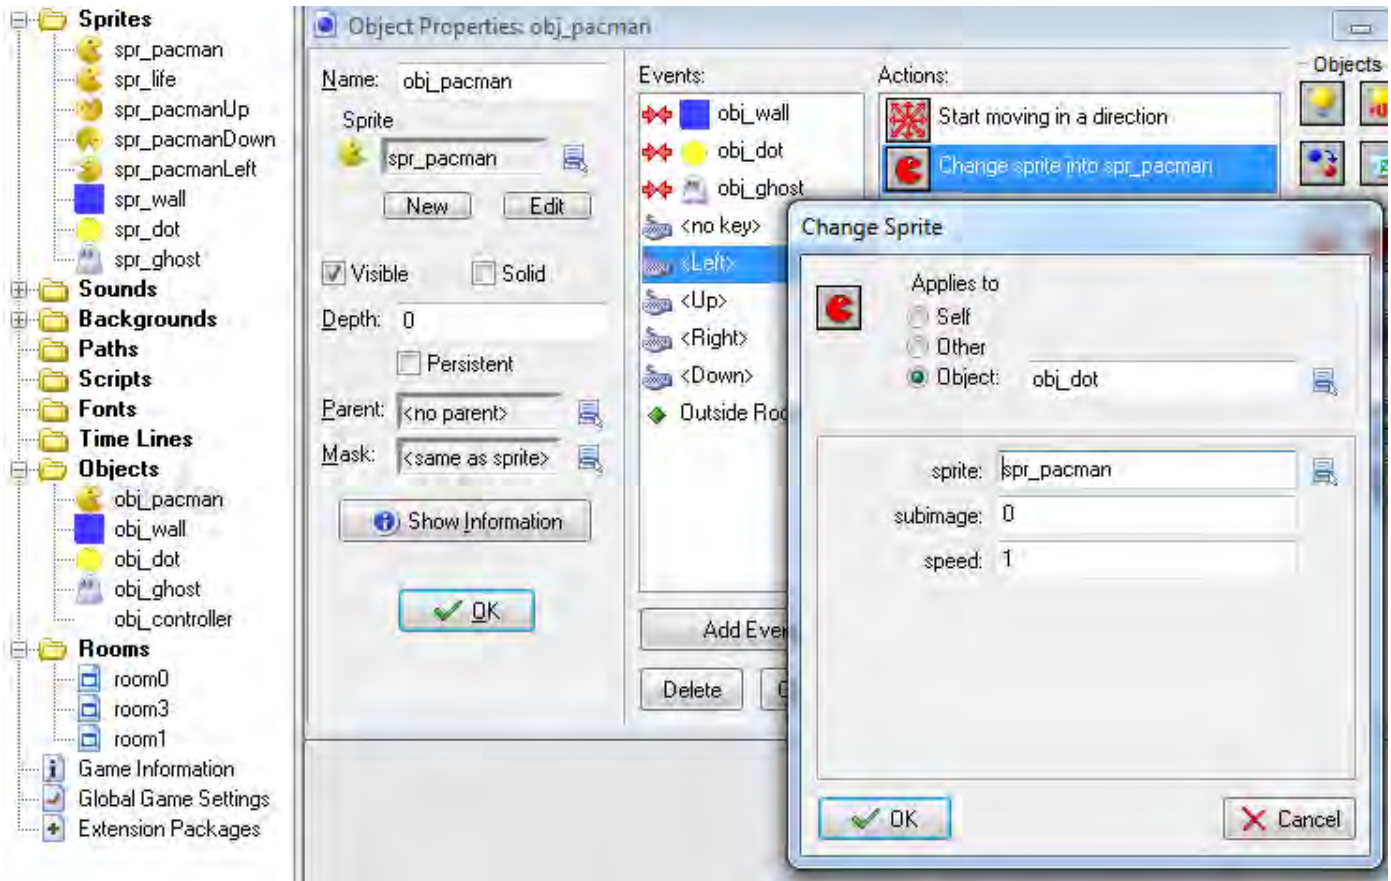 Sprites
spr_pacman
spr_life
spr_pacmanUp
spr_pacmanDown
spr_pacmanLeft
spr_wall
spr_dot
spr_ghost
Sounds
Backgrounds
Paths
Scripts
Fonts
Time Lines
Objects
obj_pacman
obj_wall
obj_dot
obj_ghost
obj_controller
Rooms
room0
room3
room1
Game Information
Global Game Settings
Extension Packages
Object Properties: obj_pacman
Name: obj_pacman
Sprite
spr_pacman
New Edit
Visible Solid
Depth: 0
Persistent
Parent: <no parent>
Mask: <same as sprite>
Show Information
OK
Events:
obj_wall
obj_dot
obj_ghost
<no key>
<Left>
<Up>
<Right>
<Down>
Outside
Add
Delete
Actions:
Start moving in a direction
Change sprite into spr_pacman
Objects
Change Sprite
Applies to
Self
Other
Object: obj_dot
sprite: spr_pacman
subimage: 0
speed: 1
OK Cancel